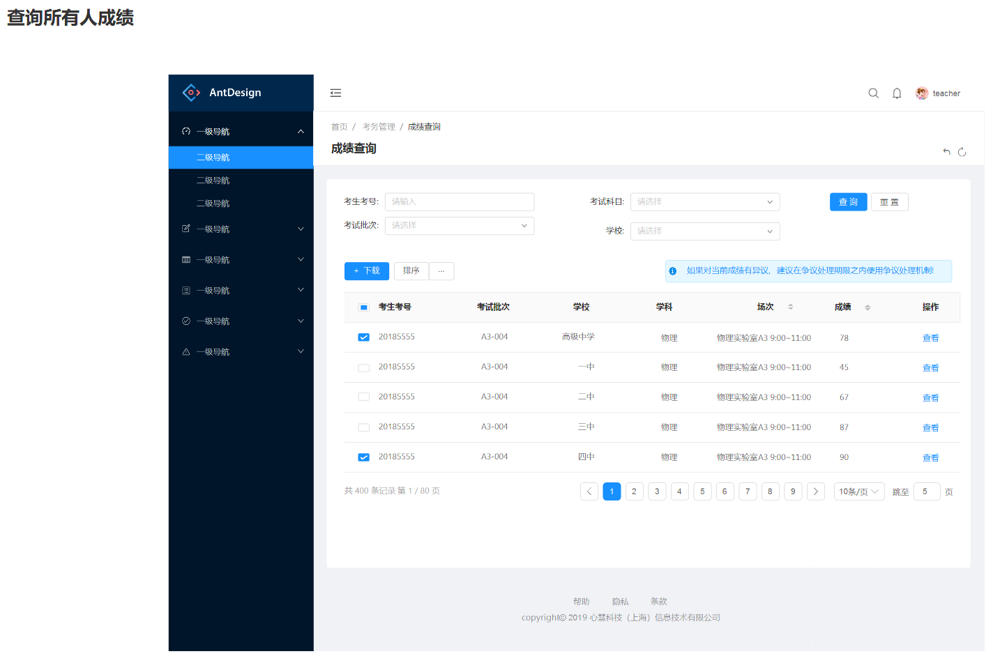 查询所有人成绩
AntDesign
teacher
一级导航
二级导航
二级导航
二级导航
一级导航
一级导航
一级导航
一级导航
一级导航
首页 / 考务管理 / 成绩查询
成绩查询
考生考号: 请输入 考试科目: 请选择 查 询 重 置
考试批次: 请选择 学校: 请选择
+ 下载 排序 ... 如果对当前成绩有异议，建议在争议处理期限之内使用争议处理机制!
考生考号 考试批次 学校 学科 场次 成绩 操作
20185555 A3-004 高级中学 物理 物理实验室A3 9:00~11:00 78 查看
20185555 A3-004 一中 物理 物理实验室A3 9:00~11:00 45 查看
20185555 A3-004 二中 物理 物理实验室A3 9:00~11:00 67 查看
20185555 A3-004 三中 物理 物理实验室A3 9:00~11:00 87 查看
20185555 A3-004 四中 物理 物理实验室A3 9:00~11:00 90 查看
共 400 条记录 第 1 / 80 页 1 2 3 4 5 6 7 8 9 10条/页 跳至 5 页
帮助 隐私 条款
copyright© 2019 心慧科技（上海）信息技术有限公司